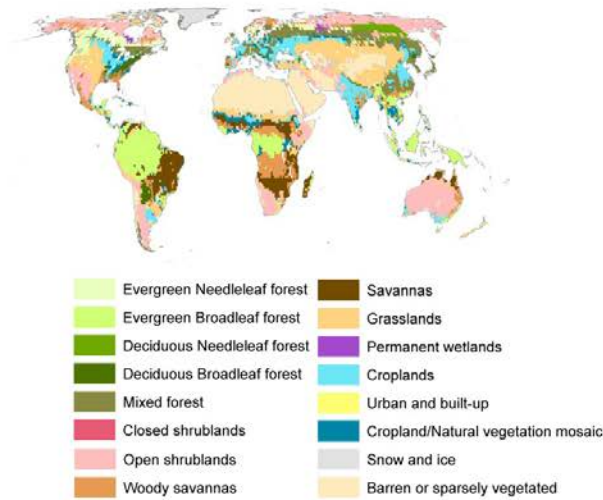 Evergreen Needleleaf forest
Evergreen Broadleaf forest
Deciduous Needleleaf forest
Deciduous Broadleaf forest
Mixed forest
Closed shrublands
Open shrublands
Woody savannas
Savannas
Grasslands
Permanent wetlands
Croplands
Urban and built-up
Cropland/Natural vegetation mosaic
Snow and ice
Barren or sparsely vegetated